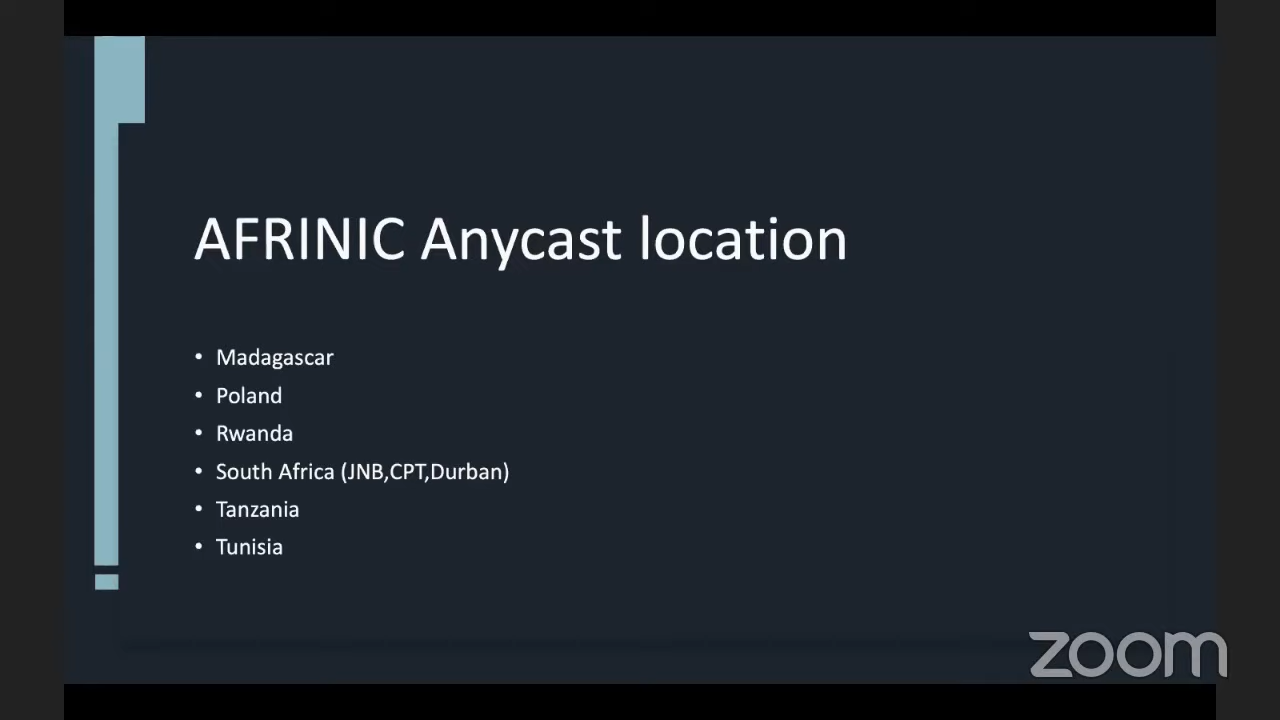 AFRINIC Anycast location
• Madagascar
• Poland
• Rwanda
• South Africa (JNB,CPT,Durban)
• Tanzania
• Tunisia
zoom